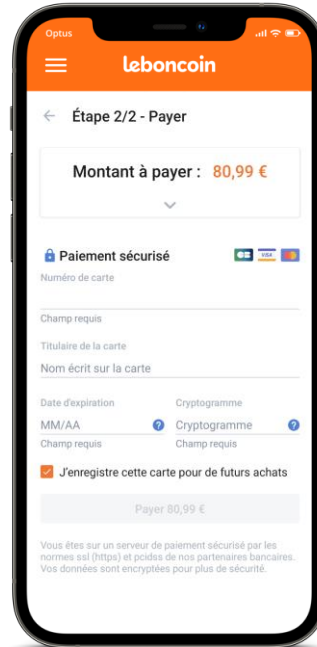 Optus
leboncoin
Étape 2/2 - Payer
Montant à payer : 80,99 €
Paiement sécurisé
VISA
Numéro de carte
Champ requis
Titulaire de la carte
Nom écrit sur la carte
Date d'expiration Cryptogramme
MM/AA ? Cryptogramme ?
Champ requis Champ requis
J'enregistre cette carte pour de futurs achats
Payer 80,99 €
Vous êtes sur un serveur de paiement sécurisé par les
normes ssl (https) et pcidss de nos partenaires bancaires.
Vos données sont encryptées pour plus de sécurité.